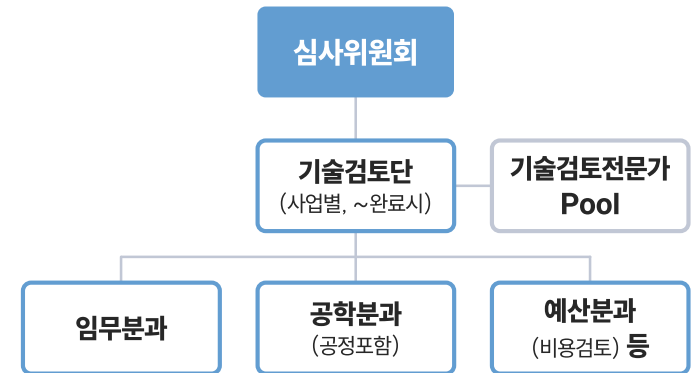 심사위원회
기술검토단
(사업별, ~완료시)
기술검토전문가
Pool
임무분과
공학분과
(공정포함)
예산분과
(비용검토) 등